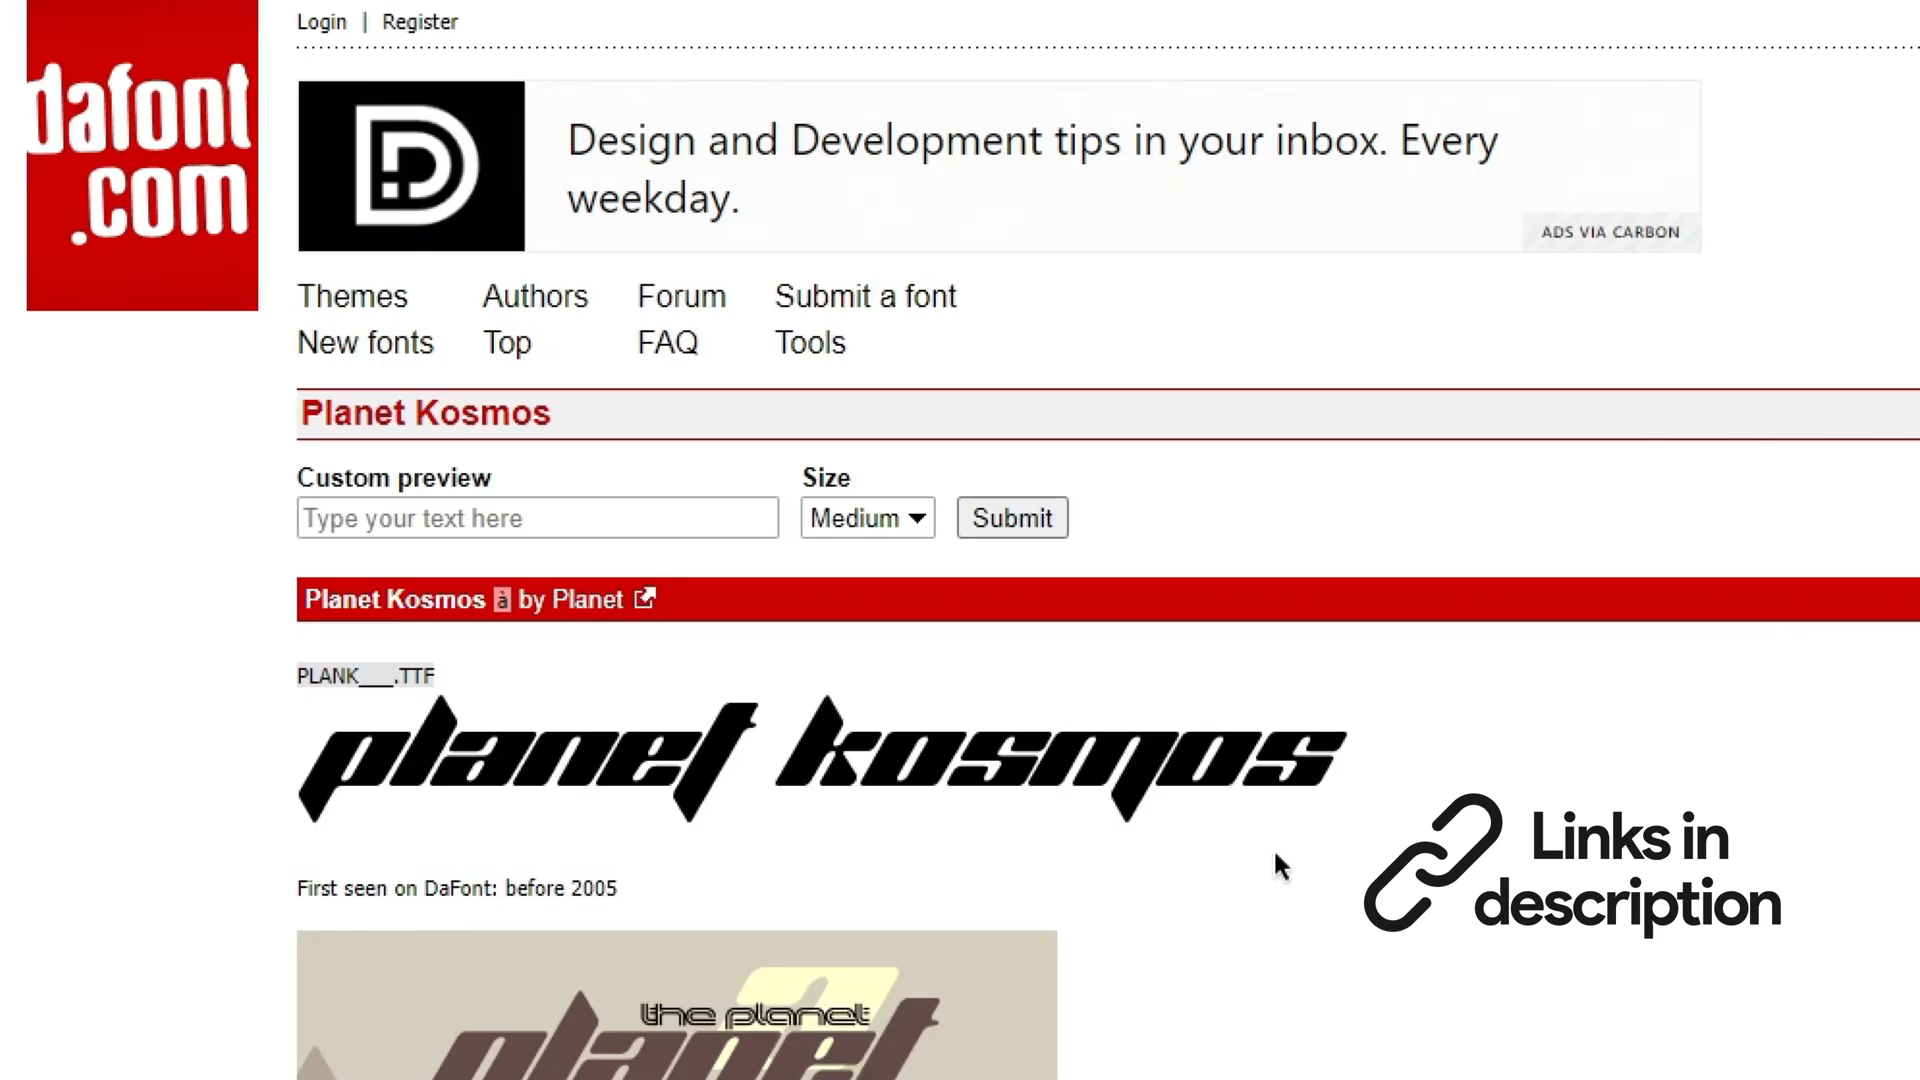 Login | Register
dafont
.com
Design and Development tips in your inbox. Every
weekday.
ADS VIA CARBON
Themes Authors Forum Submit a font
New fonts Top FAQ Tools
Planet Kosmos
Custom preview Size
Type your text here Medium Submit
Planet Kosmos à by Planet
PLANK___.TTF
planet kosmos
Links in
description
First seen on DaFont: before 2005
the planet
planet